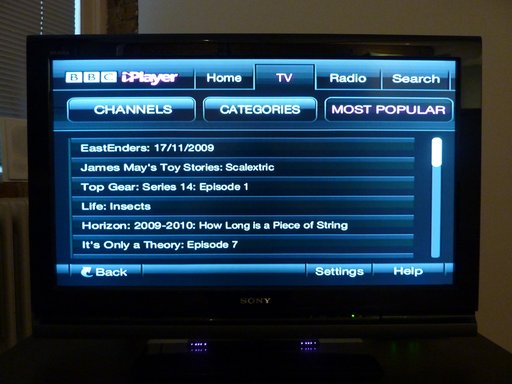 BBC iPlayer Home TV Radio Search
CHANNELS CATEGORIES MOST POPULAR
EastEnders: 17/11/2009
James May's Toy Stories: Scalextric
Top Gear: Series 14: Episode 1
Life: Insects
Horizon: 2009-2010: How Long is a Piece of String
It's Only a Theory: Episode 7
Back Settings Help
SONY